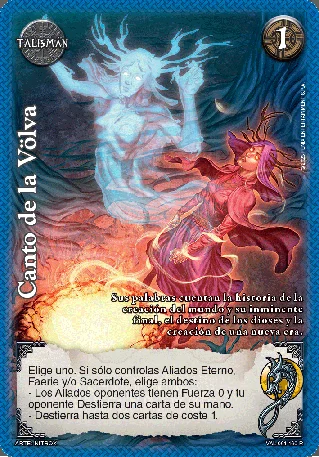 TALISMAN
1
Canto de la Völva
Sus palabras cuentan la historia de la
creación del mundo y su inminente
final, el destino de los dioses y la
creación de una nueva era.
Elige uno. Si sólo controlas Aliados Eterno,
Faerie y/o Sacerdote, elige ambos:
- Los Aliados oponentes tienen Fuerza 0 y tu
oponente Destierra una carta de su mano.
- Destierra hasta dos cartas de coste 1.